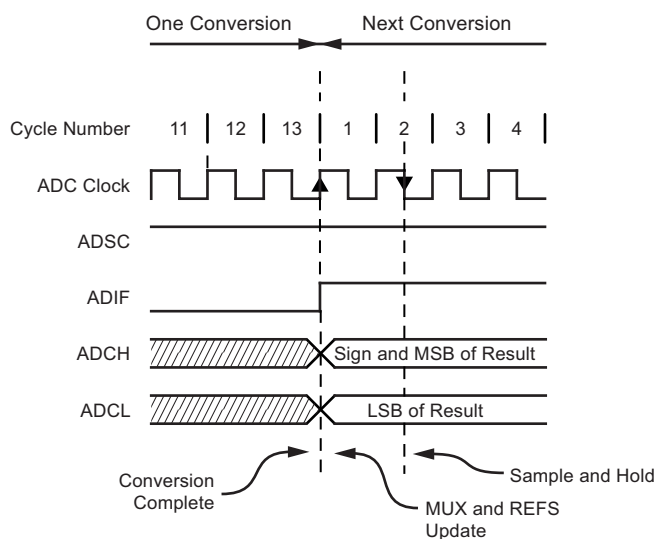 One Conversion Next Conversion
Cycle Number 11 12 13 1 2 3 4
ADC Clock
ADSC
ADIF
ADCH Sign and MSB of Result
ADCL LSB of Result
Conversion
Complete
MUX and REFS
Update
Sample and Hold